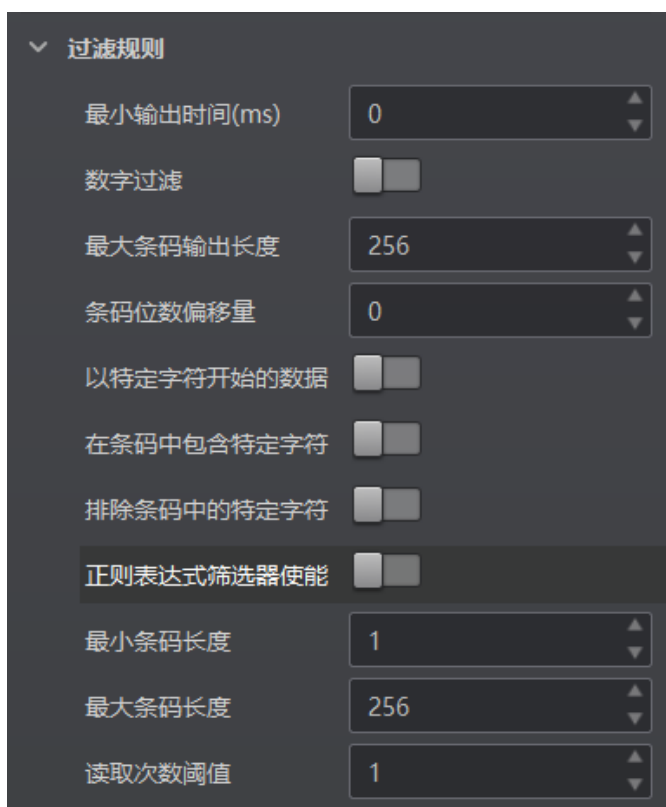 过滤规则
最小输出时间(ms) 0
数字过滤
最大条码输出长度 256
条码位数偏移量 0
以特定字符开始的数据
在条码中包含特定字符
排除条码中的特定字符
正则表达式筛选器使能
最小条码长度 1
最大条码长度 256
读取次数阈值 1